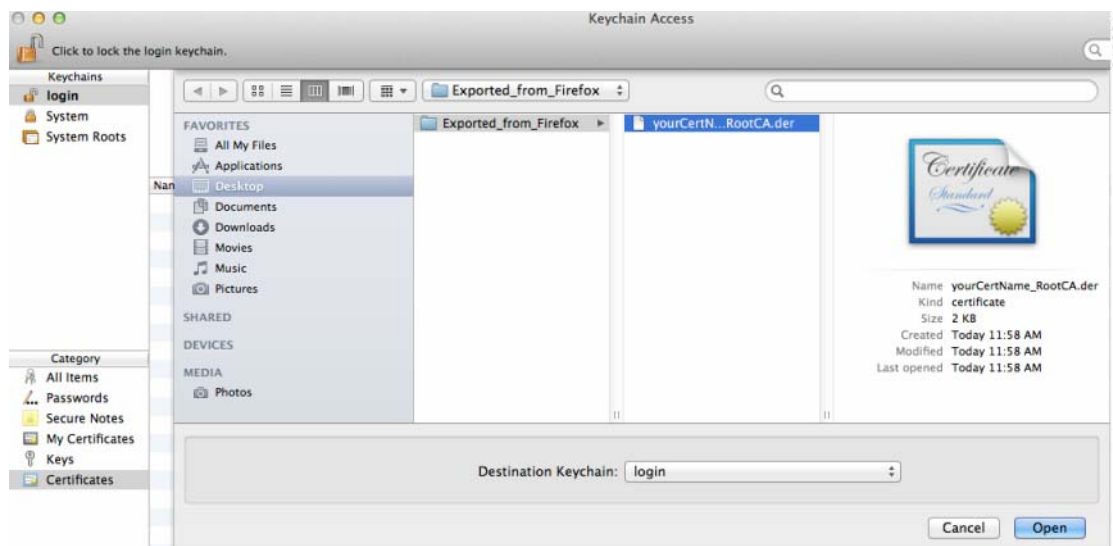 Keychain Access
Click to lock the login keychain.
Keychains
login
System
System Roots
Exported_from_Firefox
Nan
FAVORITES
All My Files
Applications
Desktop
Documents
Downloads
Movies
Music
Pictures
SHARED
DEVICES
MEDIA
Photos
Exported_from_Firefox
yourCertN...RootCA.der
Certificate
Standard
Name yourCertName_RootCA.der
Kind certificate
Size 2 KB
Created Today 11:58 AM
Modified Today 11:58 AM
Last opened Today 11:58 AM
Category
All Items
Passwords
Secure Notes
My Certificates
Keys
Certificates
Destination Keychain: login
Cancel Open